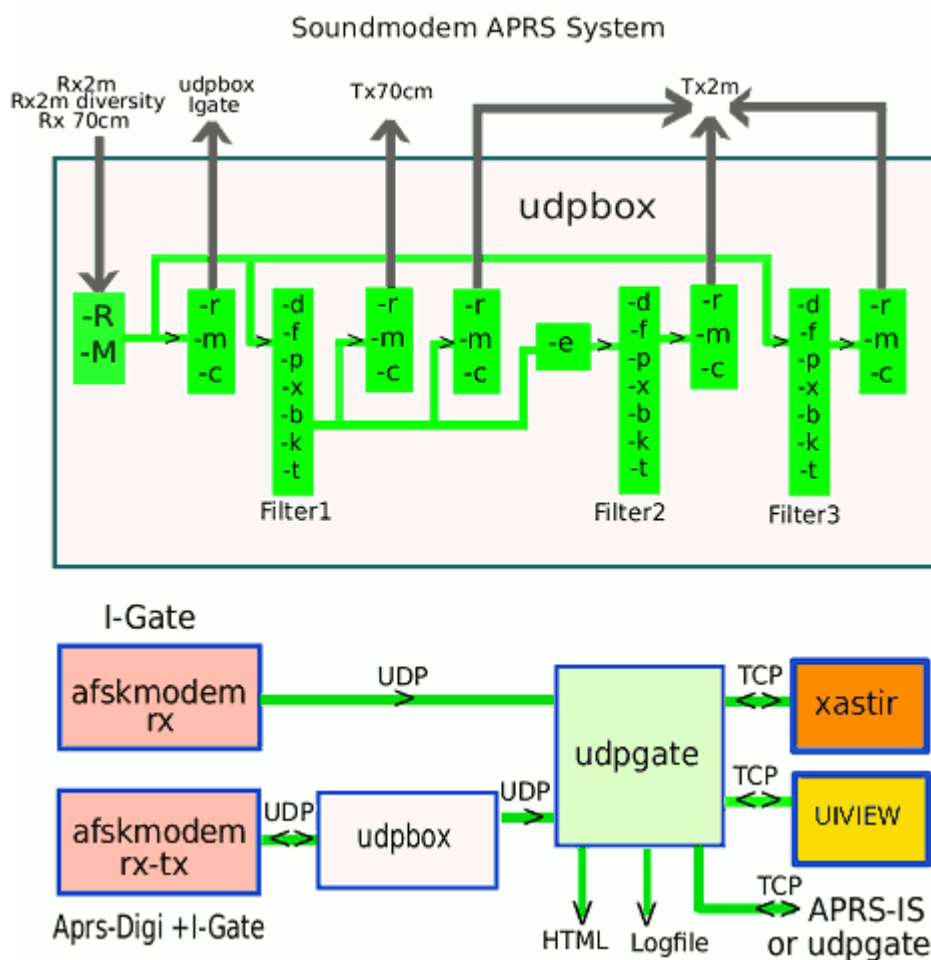 Soundmodem APRS System
Rx2m
Rx2m diversity
Rx 70cm
udpbox
Igate
Tx70cm
Tx2m
udpbox
-R
-M
-r
-m
-c
-d
-f
-p
-x
-b
-k
-t
Filter1
-r
-m
-c
-r
-m
-c
-e
-d
-f
-p
-x
-b
-k
-t
Filter2
-r
-m
-c
-d
-f
-p
-x
-b
-k
-t
Filter3
-r
-m
-c
I-Gate
afskmodem
rx
UDP
udpgate
TCP
xastir
afskmodem
rx-tx
UDP
udpbox
UDP
TCP
UIVIEW
Aprs-Digi +I-Gate
HTML
Logfile
TCP
APRS-IS
or udpgate